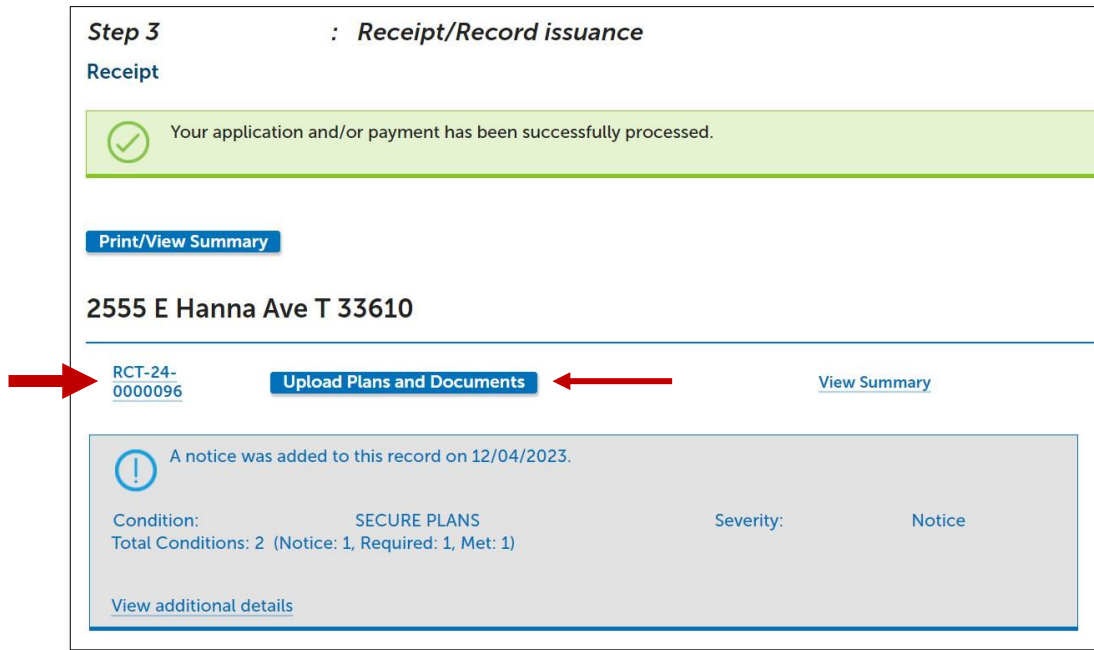 Step 3 : Receipt/Record issuance
Receipt
Your application and/or payment has been successfully processed.
Print/View Summary
2555 E Hanna Ave T 33610
RCT-24-
0000096
Upload Plans and Documents
View Summary
A notice was added to this record on 12/04/2023.
Condition: SECURE PLANS Severity: Notice
Total Conditions: 2 (Notice: 1, Required: 1, Met: 1)
View additional details